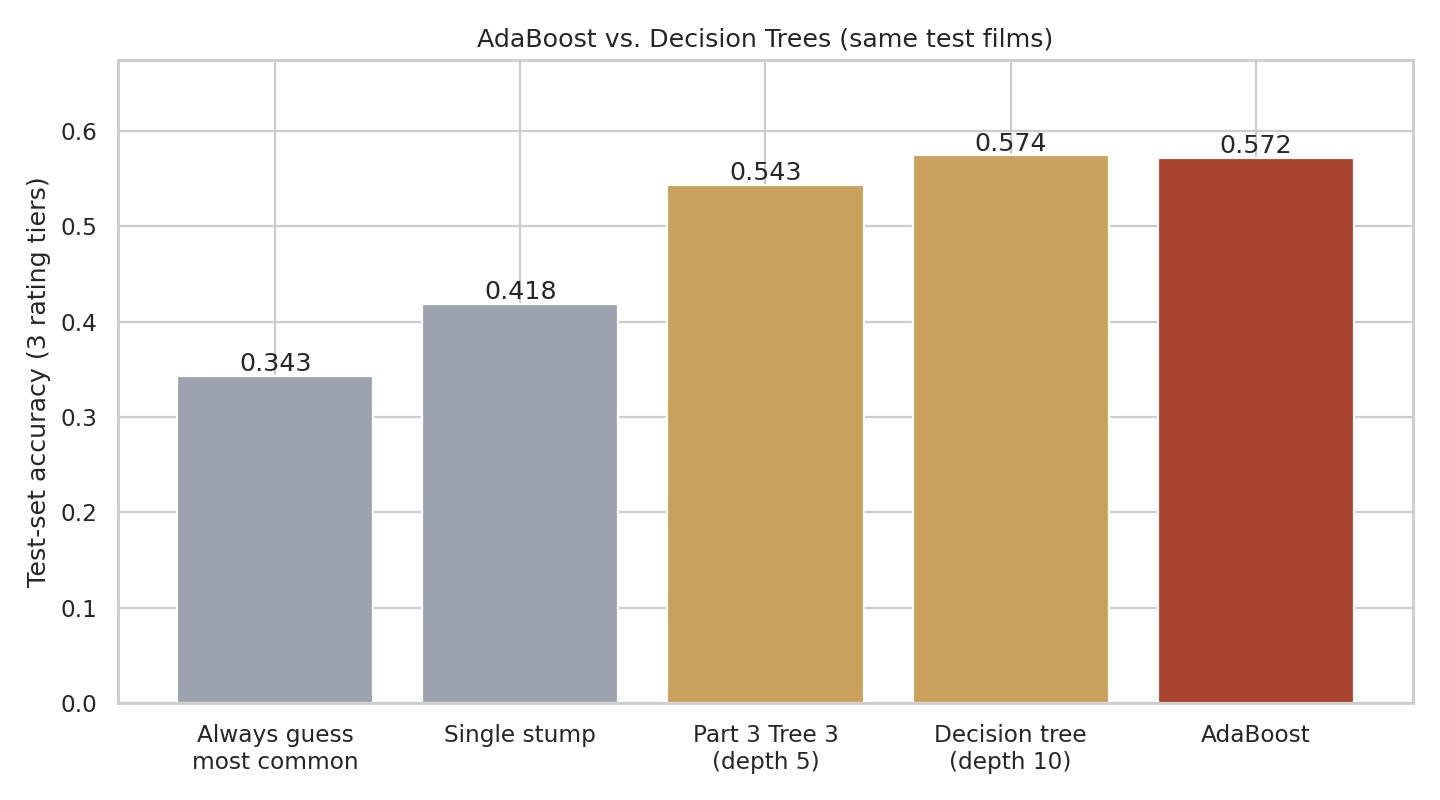 AdaBoost vs. Decision Trees (same test films)
Test-set accuracy (3 rating tiers)
0.6
0.5
0.4
0.3
0.2
0.1
0.0
0.343
0.418
0.543
0.574
0.572
Always guess
most common
Single stump
Part 3 Tree 3
(depth 5)
Decision tree
(depth 10)
AdaBoost